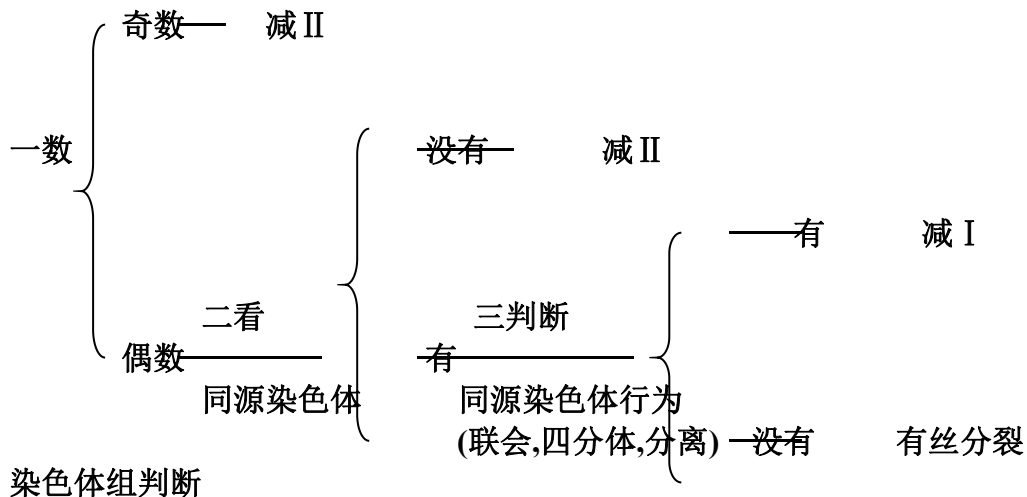 奇数 减Ⅱ
一数 没有 减Ⅱ
有 减Ⅰ
二看 三判断
偶数 有
同源染色体 同源染色体行为
(联会,四分体,分离) 没有 有丝分裂
染色体组判断